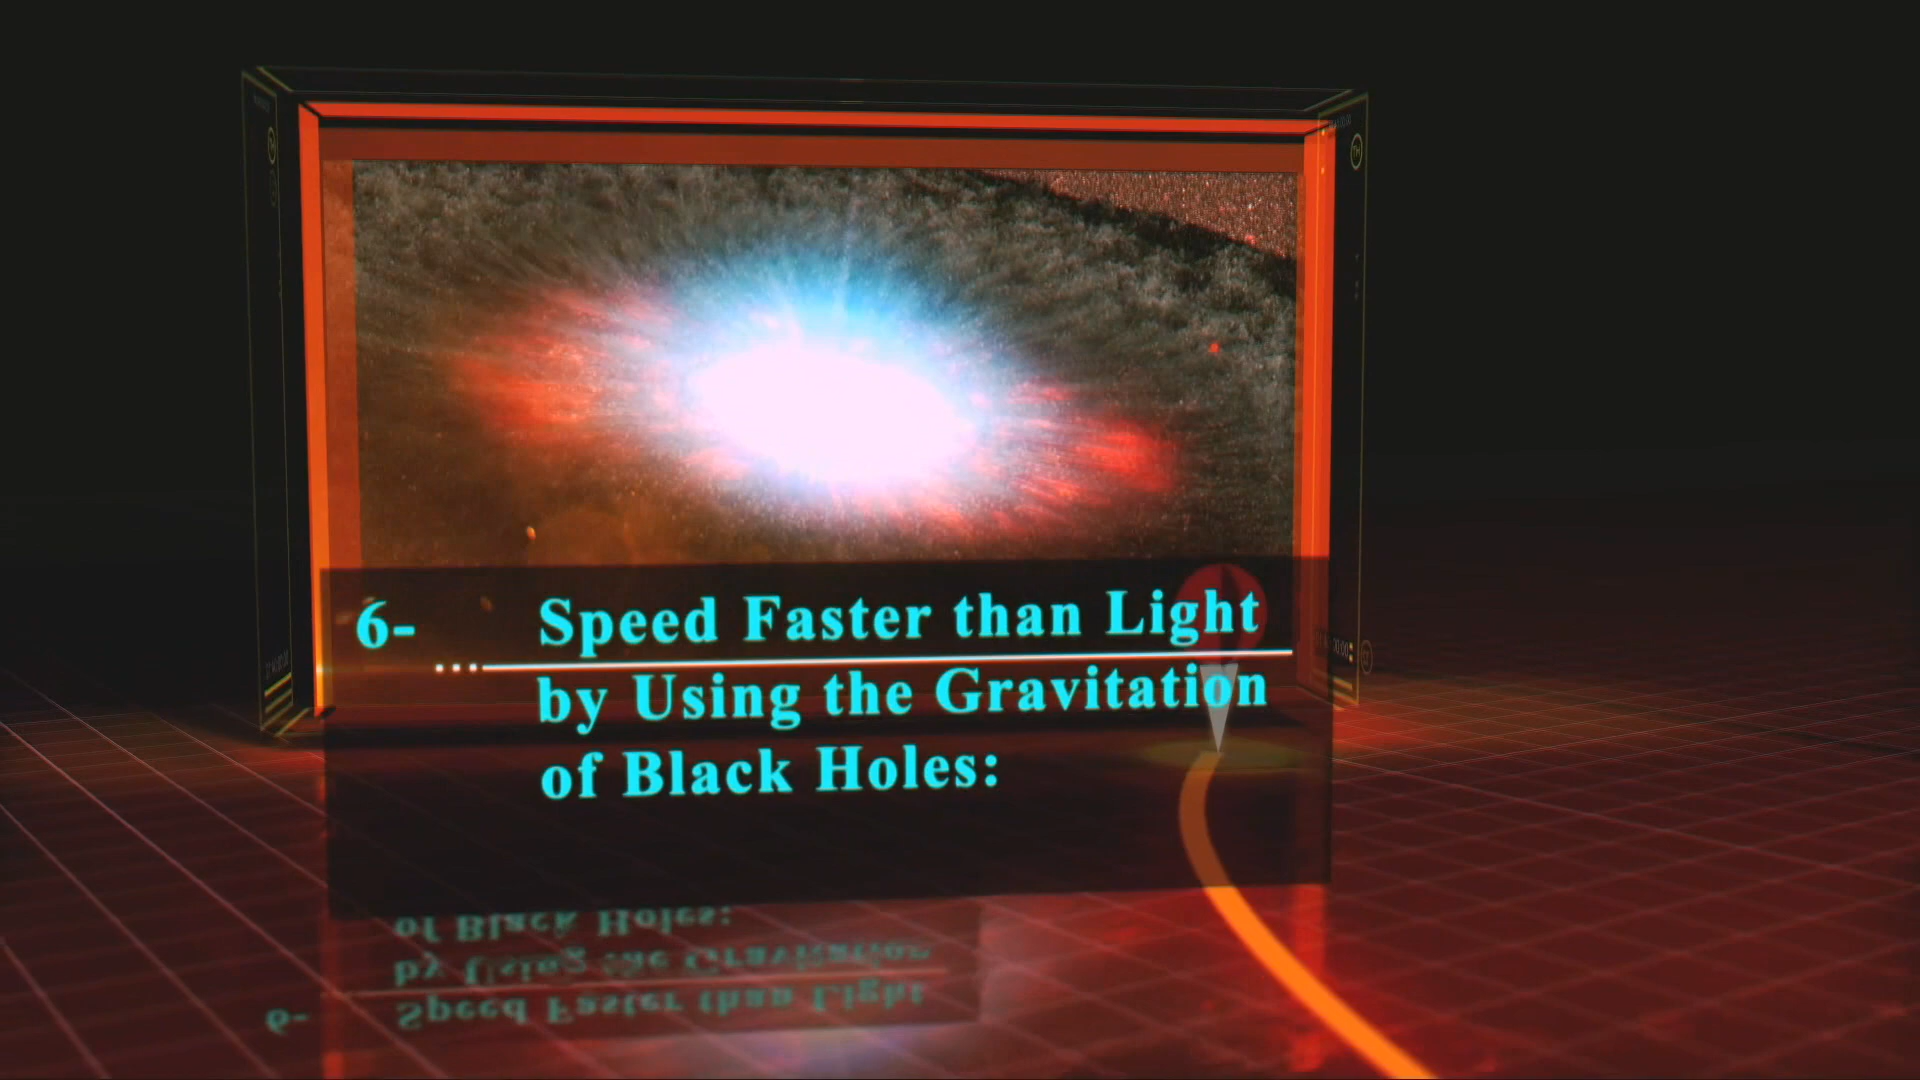 6- Speed Faster than Light
by Using the Gravitation
of Black Holes: